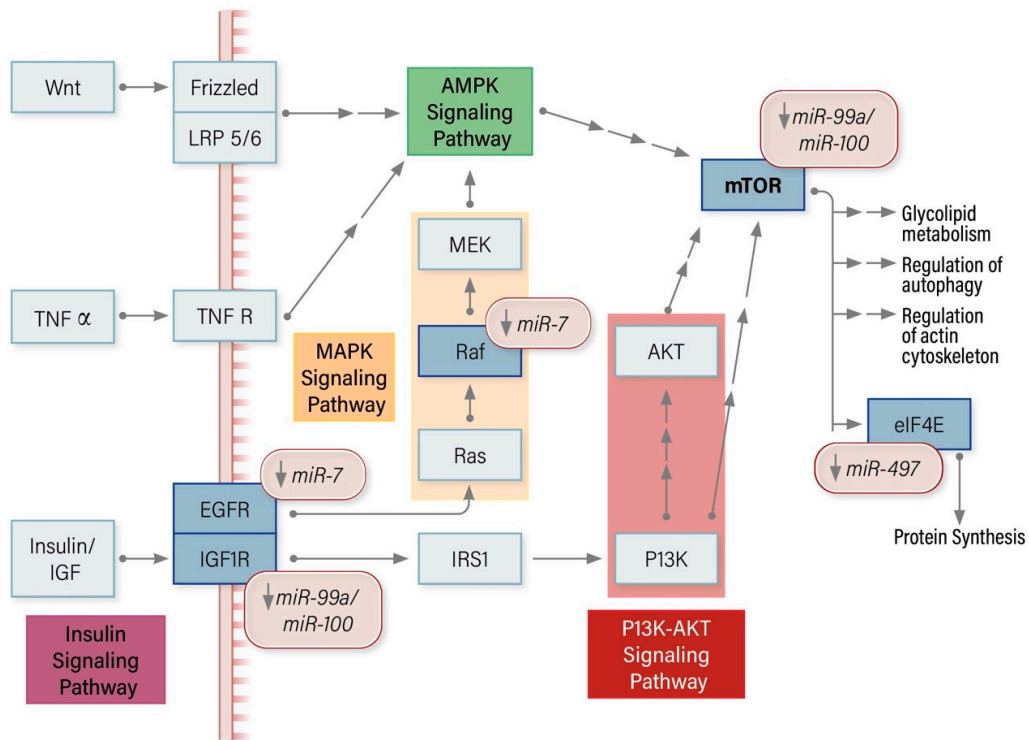 Wnt
Frizzled
LRP 5/6
AMPK
Signaling
Pathway
miR-99a/
miR-100
mTOR
Glycolipid
metabolism
Regulation of
autophagy
Regulation
of actin
cytoskeleton
MEK
TNF α
TNF R
miR-7
Raf
AKT
MAPK
Signaling
Pathway
Ras
eIF4E
miR-497
Protein Synthesis
miR-7
EGFR
Insulin/
IGF
IGF1R
IRS1
P13K
miR-99a/
miR-100
Insulin
Signaling
Pathway
P13K-AKT
Signaling
Pathway